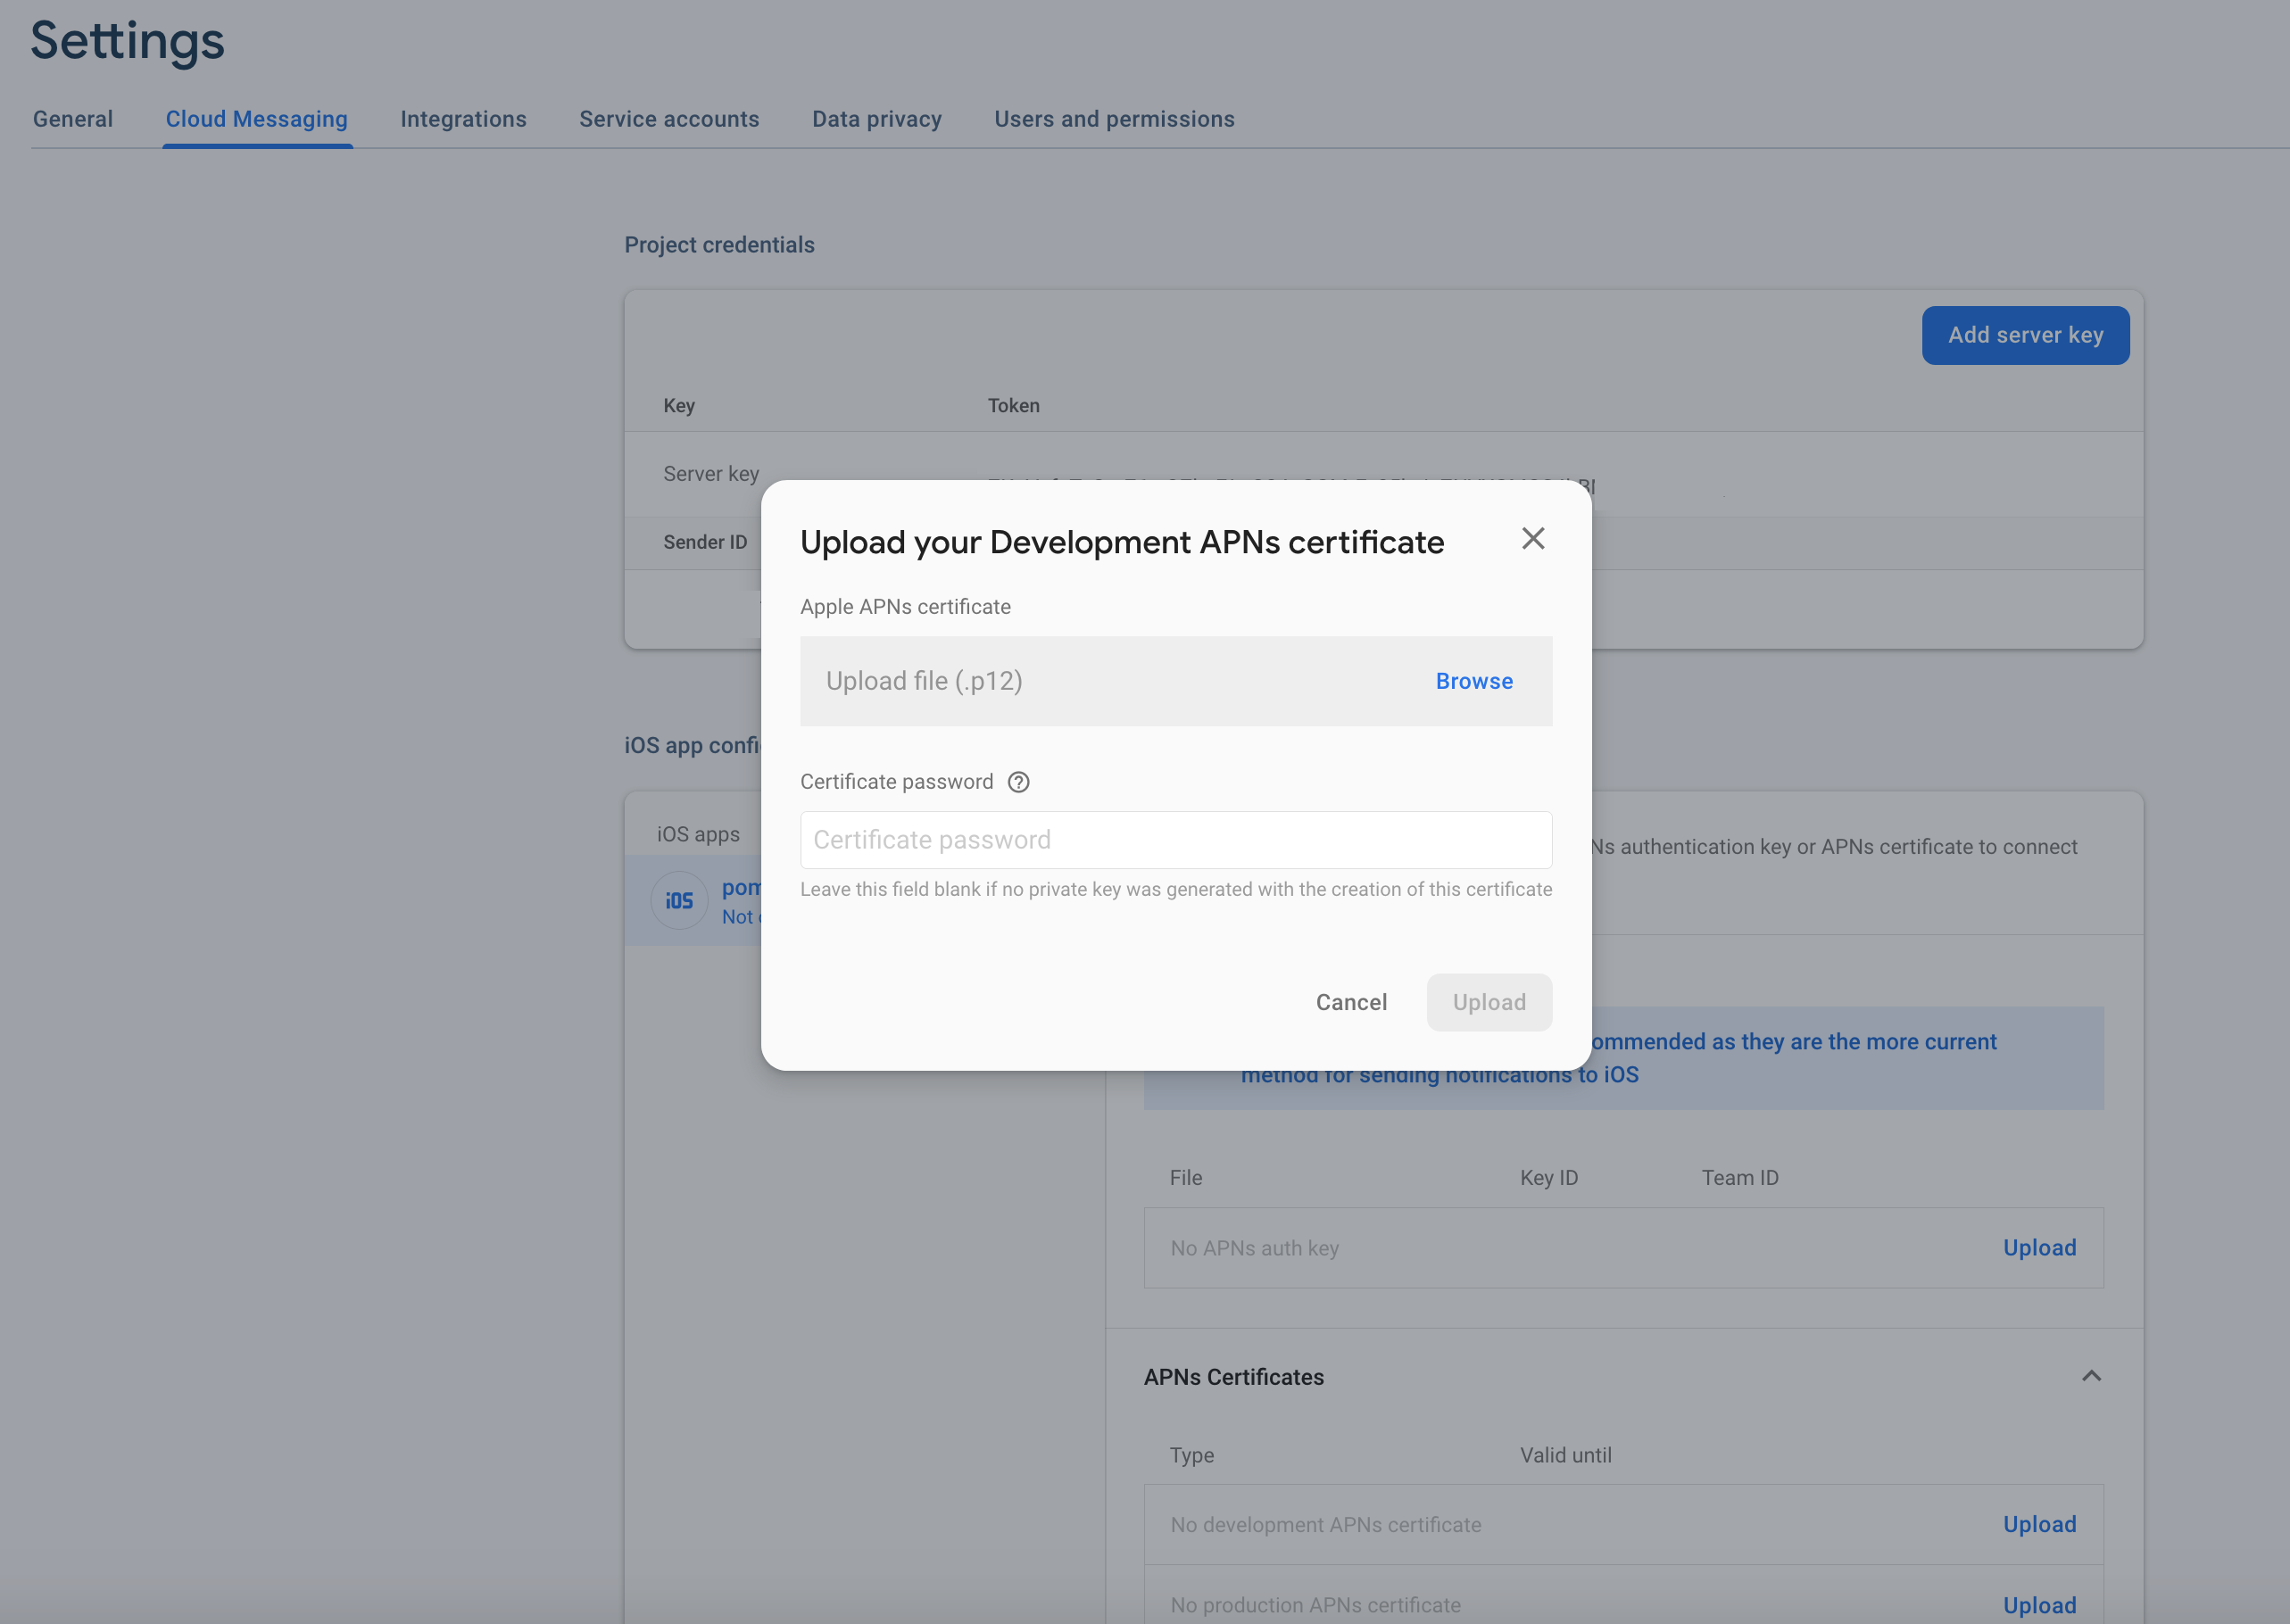 Settings
General Cloud Messaging Integrations Service accounts Data privacy Users and permissions
Project credentials
Add server key
Key Token
Server key
Sender ID
Upload your Development APNs certificate
Apple APNs certificate
Upload file (.p12) Browse
Certificate password ?
Certificate password
Leave this field blank if no private key was generated with the creation of this certificate
Cancel Upload
iOS app
iOS apps
iOS
Not
authentication key or APNs certificate to connect
as they are the more current
method for sending notifications to iOS
File Key ID Team ID
No APNs auth key Upload
APNs Certificates
Type Valid until
No development APNs certificate Upload
No production APNs certificate Upload